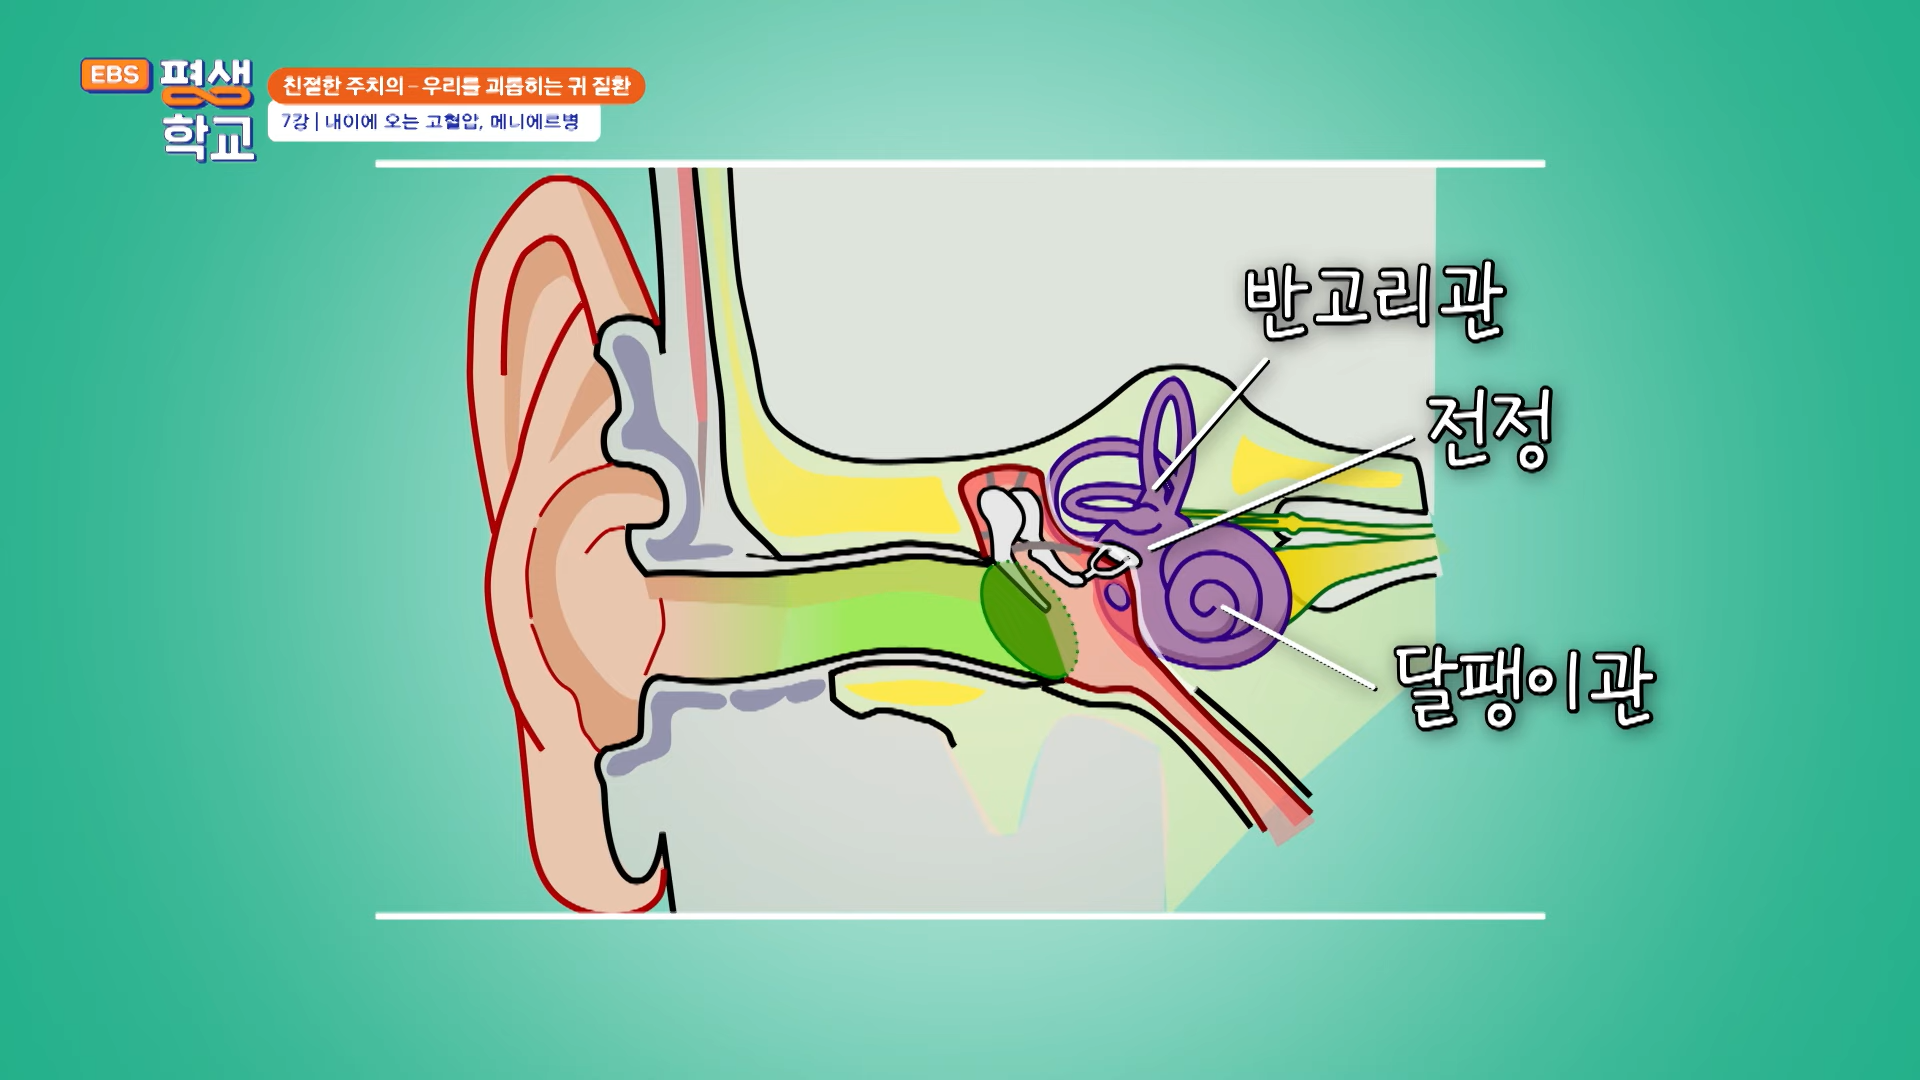 EBS 평생
학교
친절한 주치의 – 우리를 괴롭히는 귀 질환
7강 | 내이에 오는 고혈압, 메니에르병
반고리관
전정
달팽이관